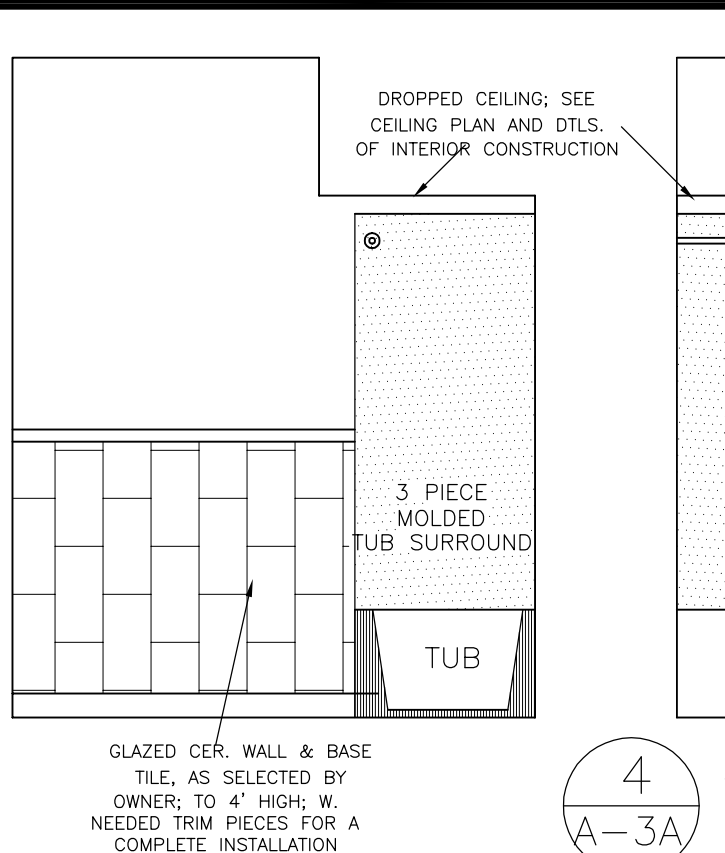 DROPPED CEILING; SEE
CEILING PLAN AND DTLS.
OF INTERIOR CONSTRUCTION
3 PIECE
MOLDED
TUB SURROUND
TUB
GLAZED CER. WALL & BASE
TILE, AS SELECTED BY
OWNER; TO 4' HIGH; W.
NEEDED TRIM PIECES FOR A
COMPLETE INSTALLATION
4
A-3A